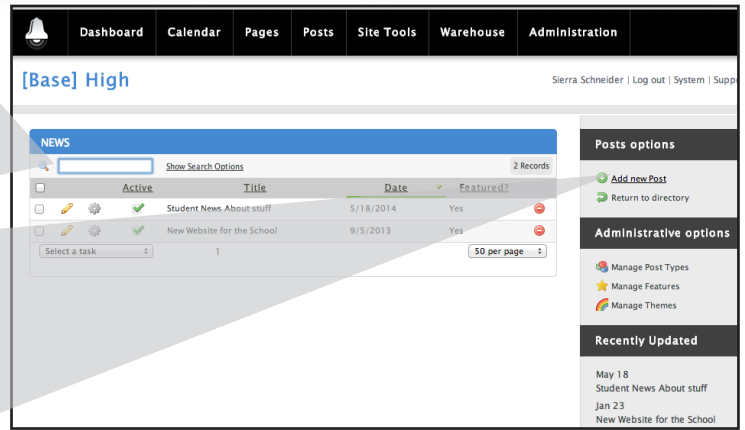 Dashboard Calendar Pages Posts Site Tools Warehouse Administration
[Base] High
Sierra Schneider | Log out | System | Supp
NEWS
Show Search Options 2 Records
Active Title Date Featured?
Student News About stuff 5/18/2014 Yes
New Website for the School 9/5/2013 Yes
Select a task 1 50 per page
Posts options
Add new Post
Return to directory
Administrative options
Manage Post Types
Manage Features
Manage Themes
Recently Updated
May 18
Student News About stuff
Jan 23
New Website for the School